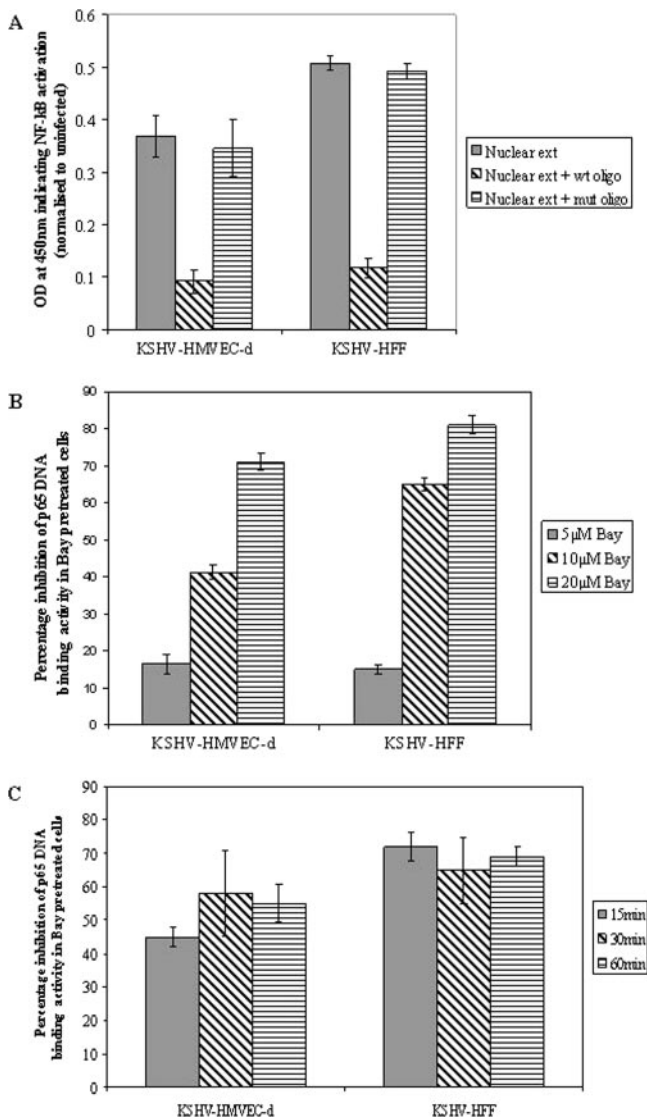 A
OD at 450nm indicating NF-kB activation
(normalised to uninfected)
0.6
0.5
0.4
0.3
0.2
0.1
0
KSHV-HMVEC-d
KSHV-HFF
Nuclear ext
Nuclear ext + wt oligo
Nuclear ext + mut oligo
B
Percentage inhibition of p65 DNA
binding activity in Bay pretreated cells
90
80
70
60
50
40
30
20
10
0
KSHV-HMVEC-d
KSHV-HFF
5µM Bay
10µM Bay
20µM Bay
C
Percentage inhibition of p65 DNA
binding activity in Bay pretreated cells
90
80
70
60
50
40
30
20
10
0
KSHV-HMVEC-d
KSHV-HFF
15min
30min
60min